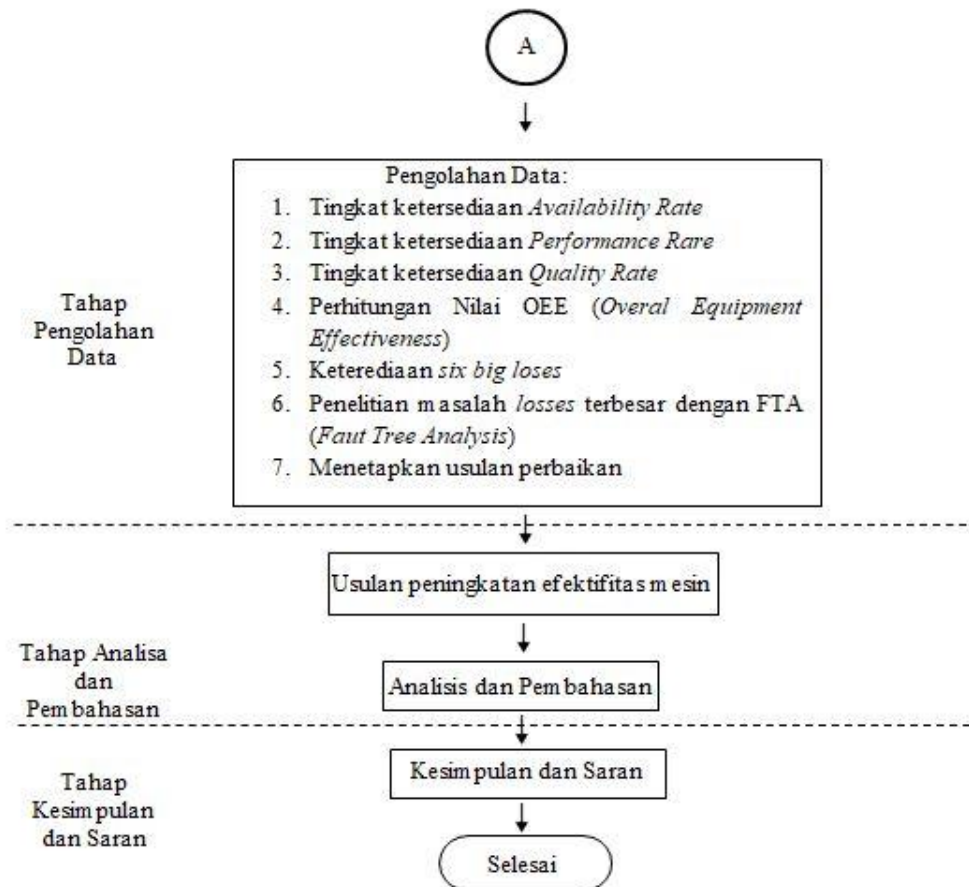 A
Pengolahan Data:
1. Tingkat ketersediaan Availability Rate
2. Tingkat ketersediaan Performance Rare
3. Tingkat ketersediaan Quality Rate
4. Perhitungan Nilai OEE (Overal Equipment
Effectiveness)
5. Keterediaan six big loses
6. Penelitian masalah losses terbesar dengan FTA
(Faut Tree Analysis)
7. Menetapkan usulan perbaikan
Tahap
Pengolahan
Data
Usulan peningkatan efektifitas mesin
Tahap Analisa
dan
Pembahasan
Analisis dan Pembahasan
Kesimpulan dan Saran
Tahap
Kesimpulan
dan Saran
Selesai